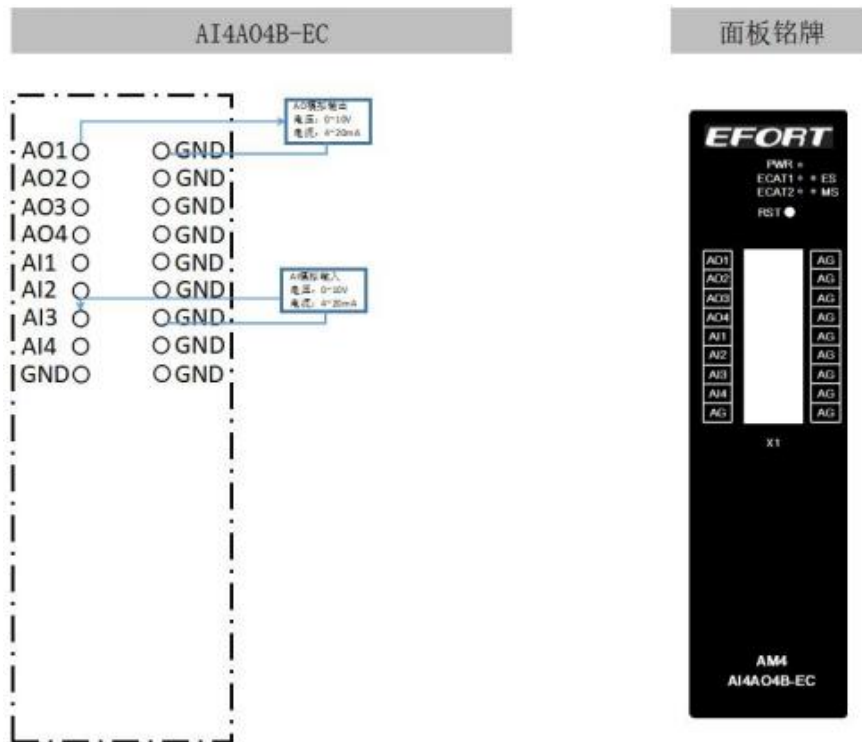 AI4AO4B-EC
面板铭牌
AO模拟输出
电压：0~10V
电流：4~20mA
AO1 GND
AO2 GND
AO3 GND
AO4 GND
AI1 GND
AI2 GND
AI3 GND
AI4 GND
GND GND
AI模拟输入
电压：0~10V
电流：4~20mA
EFORT
PWR
ECAT1 ES
ECAT2 MS
RST
AO1 AG
AO2 AG
AO3 AG
AO4 AG
AI1 AG
AI2 AG
AI3 AG
AI4 AG
AG AG
X1
AM4
AI4AO4B-EC